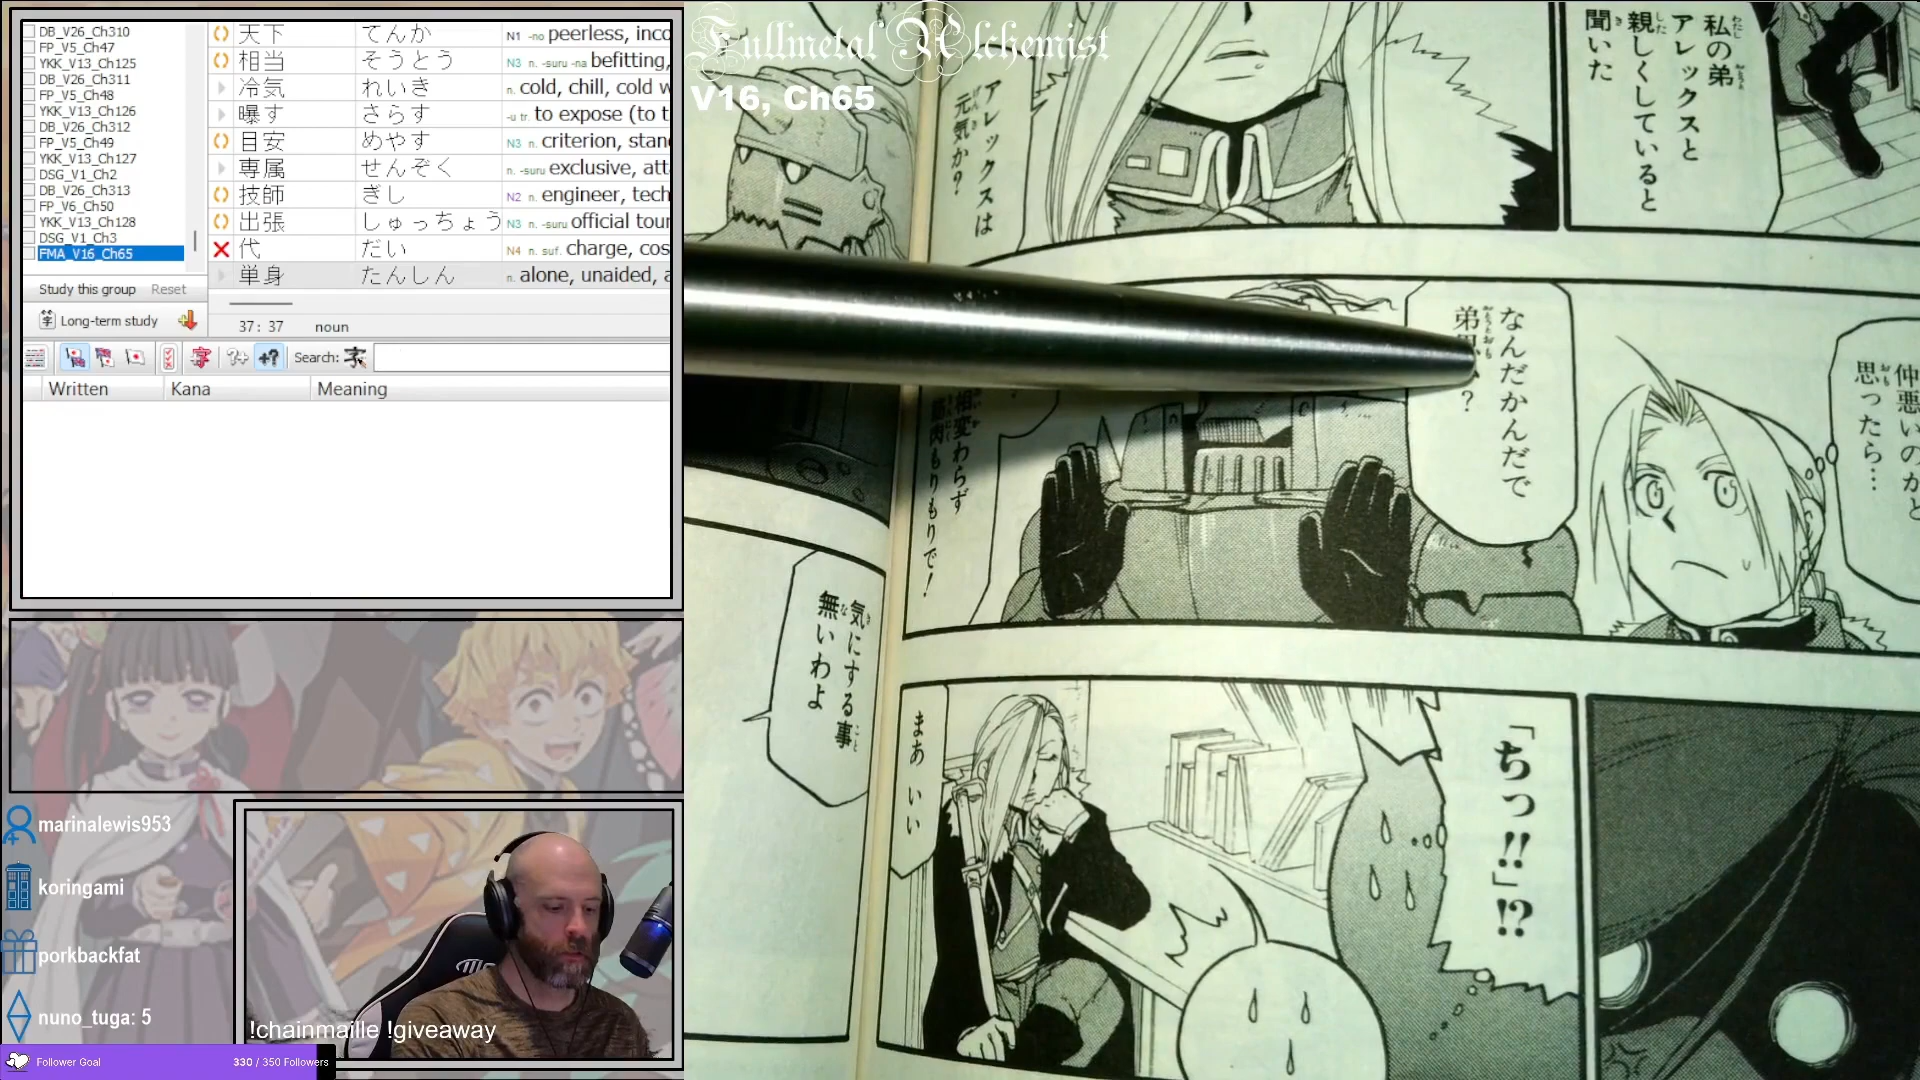 DB_V26_Ch310
FP_V5_Ch47
YKK_V13_Ch125
DB_V26_Ch311
FP_V5_Ch48
YKK_V13_Ch126
DB_V26_Ch312
FP_V5_Ch49
YKK_V13_Ch127
DSG_V1_Ch2
DB_V26_Ch313
FP_V6_Ch50
YKK_V13_Ch128
DSG_V1_Ch3
FMA_V16_Ch65
Study this group Reset
Long-term study
天下 てんか N1 -no peerless, inco
相当 そうとう N3 n. -suru -na befitting,
冷気 れいき n. cold, chill, cold w
曝す さらす -u tr. to expose (to t
目安 めやす N3 n. criterion, stan
専属 せんぞく n. -suru exclusive, att
技師 ぎし N2 n. engineer, tech
出張 しゅっちょう N3 n. -suru official tour
代 だい N4 n. suf. charge, cos
単身 たんしん n. alone, unaided, a
37: 37 noun
Search:
Written Kana Meaning
Fullmetal Alchemist
V16, Ch65
私の弟
アレックスと
親しくしていると
聞いた
アレックスは
元気か?
仲悪いのかと
思ったら…
なんだかんだで
弟
?
相変わらず
筋肉もりもりで!
「ちっ!!」!?
まあ いい
気にする事
無いわよ
marinalewis953
koringami
porkbackfat
nuno_tuga: 5
!chainmaille !giveaway
Follower Goal 330 / 350 Followers